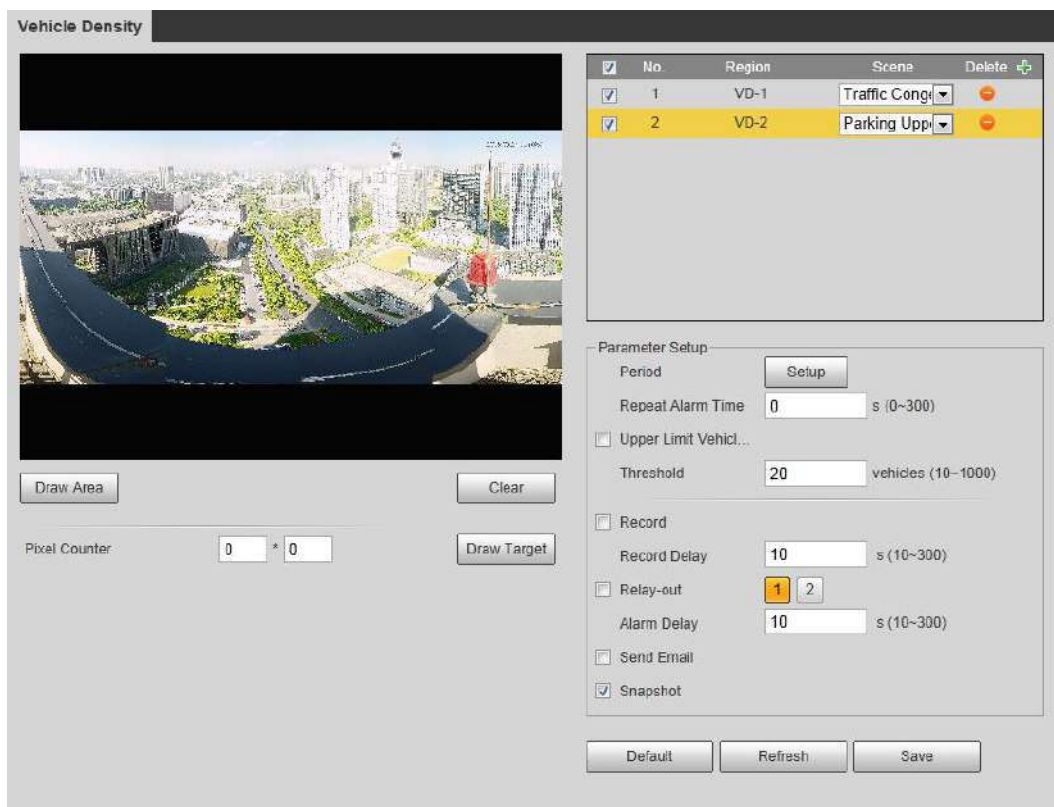 Vehicle Density
No. Region Scene Delete
1 VD-1 Traffic Cong
2 VD-2 Parking Upp
Parameter Setup
Period Setup
Repeat Alarm Time 0 s (0~300)
Upper Limit Vehicl...
Threshold 20 vehicles (10~1000)
Draw Area Clear
Record
Pixel Counter 0 * 0 Draw Target
Record Delay 10 s (10~300)
Relay-out 1 2
Alarm Delay 10 s (10~300)
Send Email
Snapshot
Default Refresh Save